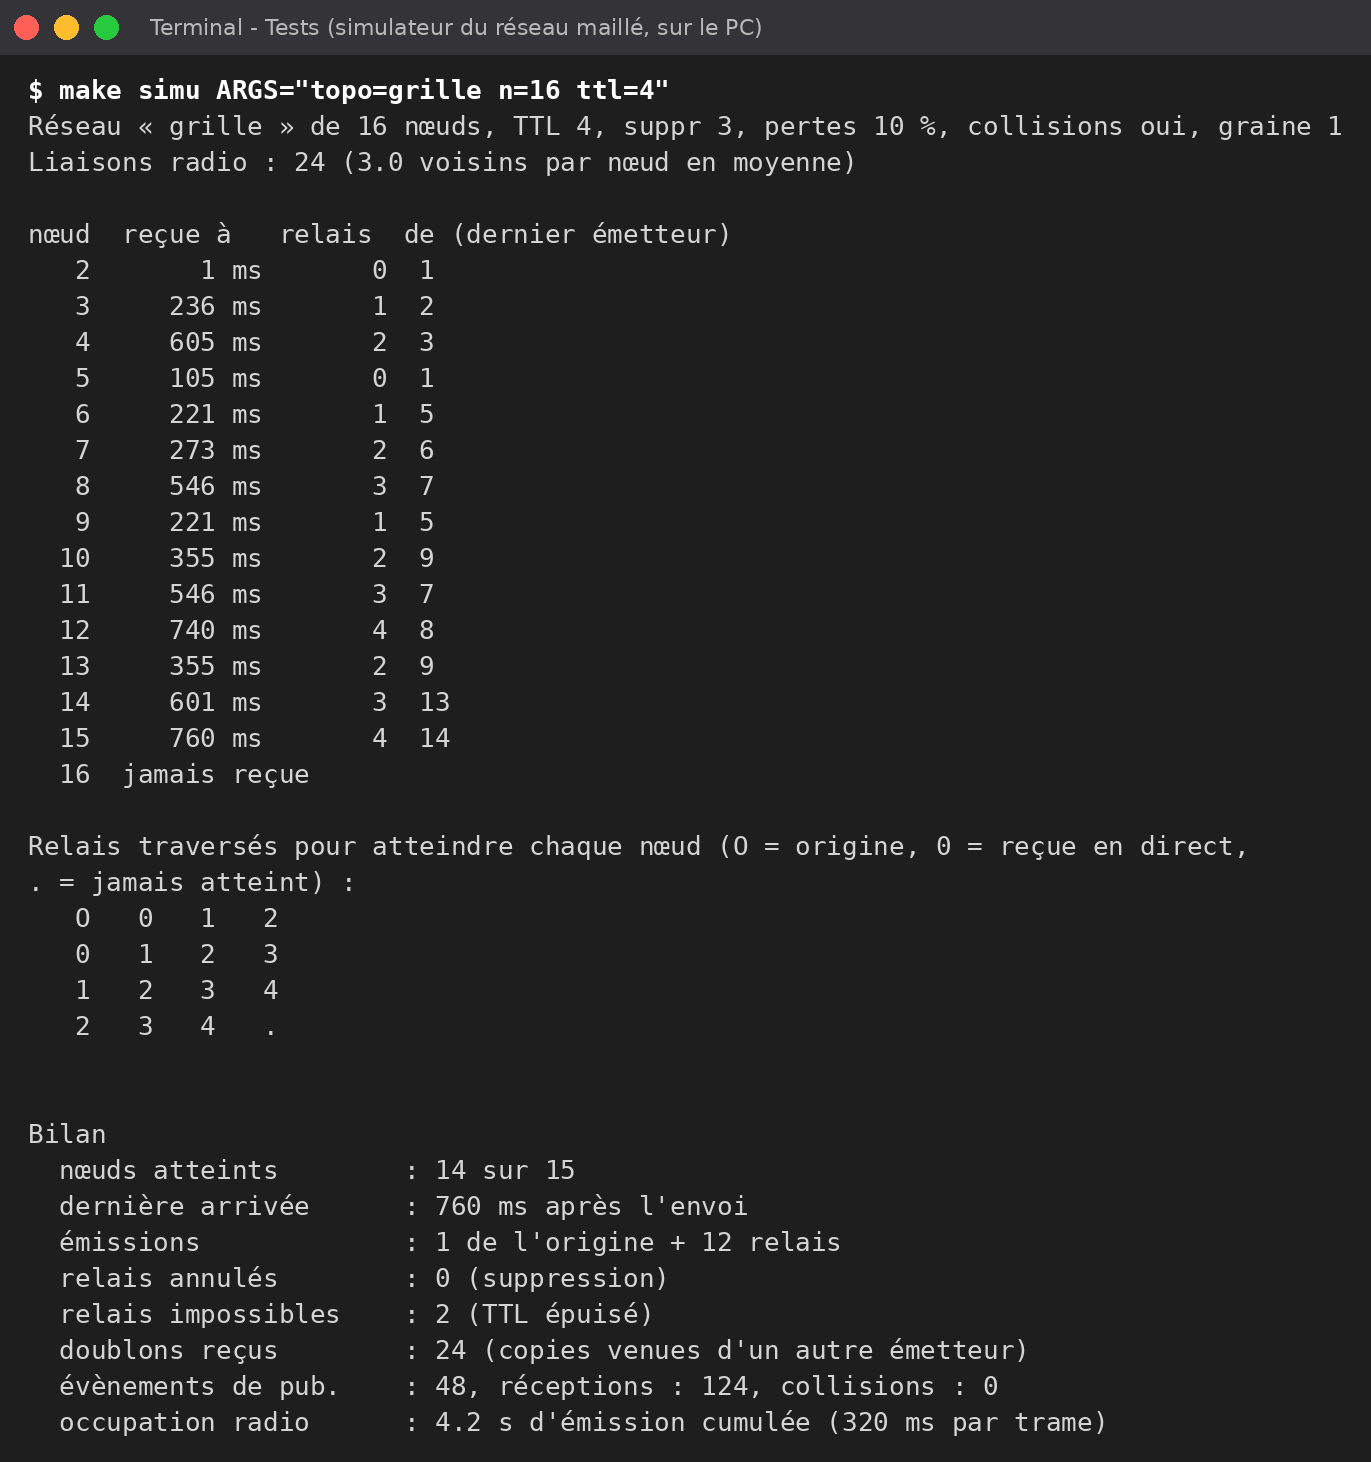 Terminal - Tests (simulateur du réseau maillé, sur le PC)
$ make simu ARGS="topo=grille n=16 ttl=4"
Réseau « grille » de 16 nœuds, TTL 4, suppr 3, pertes 10 %, collisions oui, graine 1
Liaisons radio : 24 (3.0 voisins par nœud en moyenne)
nœud  reçue à   relais  de (dernier émetteur)
   2       1 ms       0  1
   3     236 ms       1  2
   4     605 ms       2  3
   5     105 ms       0  1
   6     221 ms       1  5
   7     273 ms       2  6
   8     546 ms       3  7
   9     221 ms       1  5
  10     355 ms       2  9
  11     546 ms       3  7
  12     740 ms       4  8
  13     355 ms       2  9
  14     601 ms       3  13
  15     760 ms       4  14
  16  jamais reçue
Relais traversés pour atteindre chaque nœud (O = origine, 0 = reçue en direct,
. = jamais atteint) :
   O   0   1   2
   0   1   2   3
   1   2   3   4
   2   3   4   .
Bilan
  nœuds atteints        : 14 sur 15
  dernière arrivée      : 760 ms après l'envoi
  émissions             : 1 de l'origine + 12 relais
  relais annulés        : 0 (suppression)
  relais impossibles    : 2 (TTL épuisé)
  doublons reçus        : 24 (copies venues d'un autre émetteur)
  évènements de pub.    : 48, réceptions : 124, collisions : 0
  occupation radio      : 4.2 s d'émission cumulée (320 ms par trame)